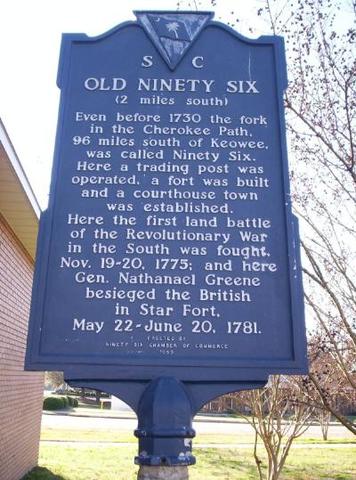 S C
OLD NINETY SIX
(2 miles south)
Even before 1730 the fork
in the Cherokee Path,
96 miles south of Keowee,
was called Ninety Six.
Here a trading post was
operated, a fort was built
and a courthouse town
was established.
Here the first land battle
of the Revolutionary War
in the South was fought,
Nov. 19-20, 1775; and here
Gen. Nathanael Greene
besieged the British
in Star Fort,
May 22-June 20, 1781.
ERECTED BY
NINETY SIX CHAMBER OF COMMERCE